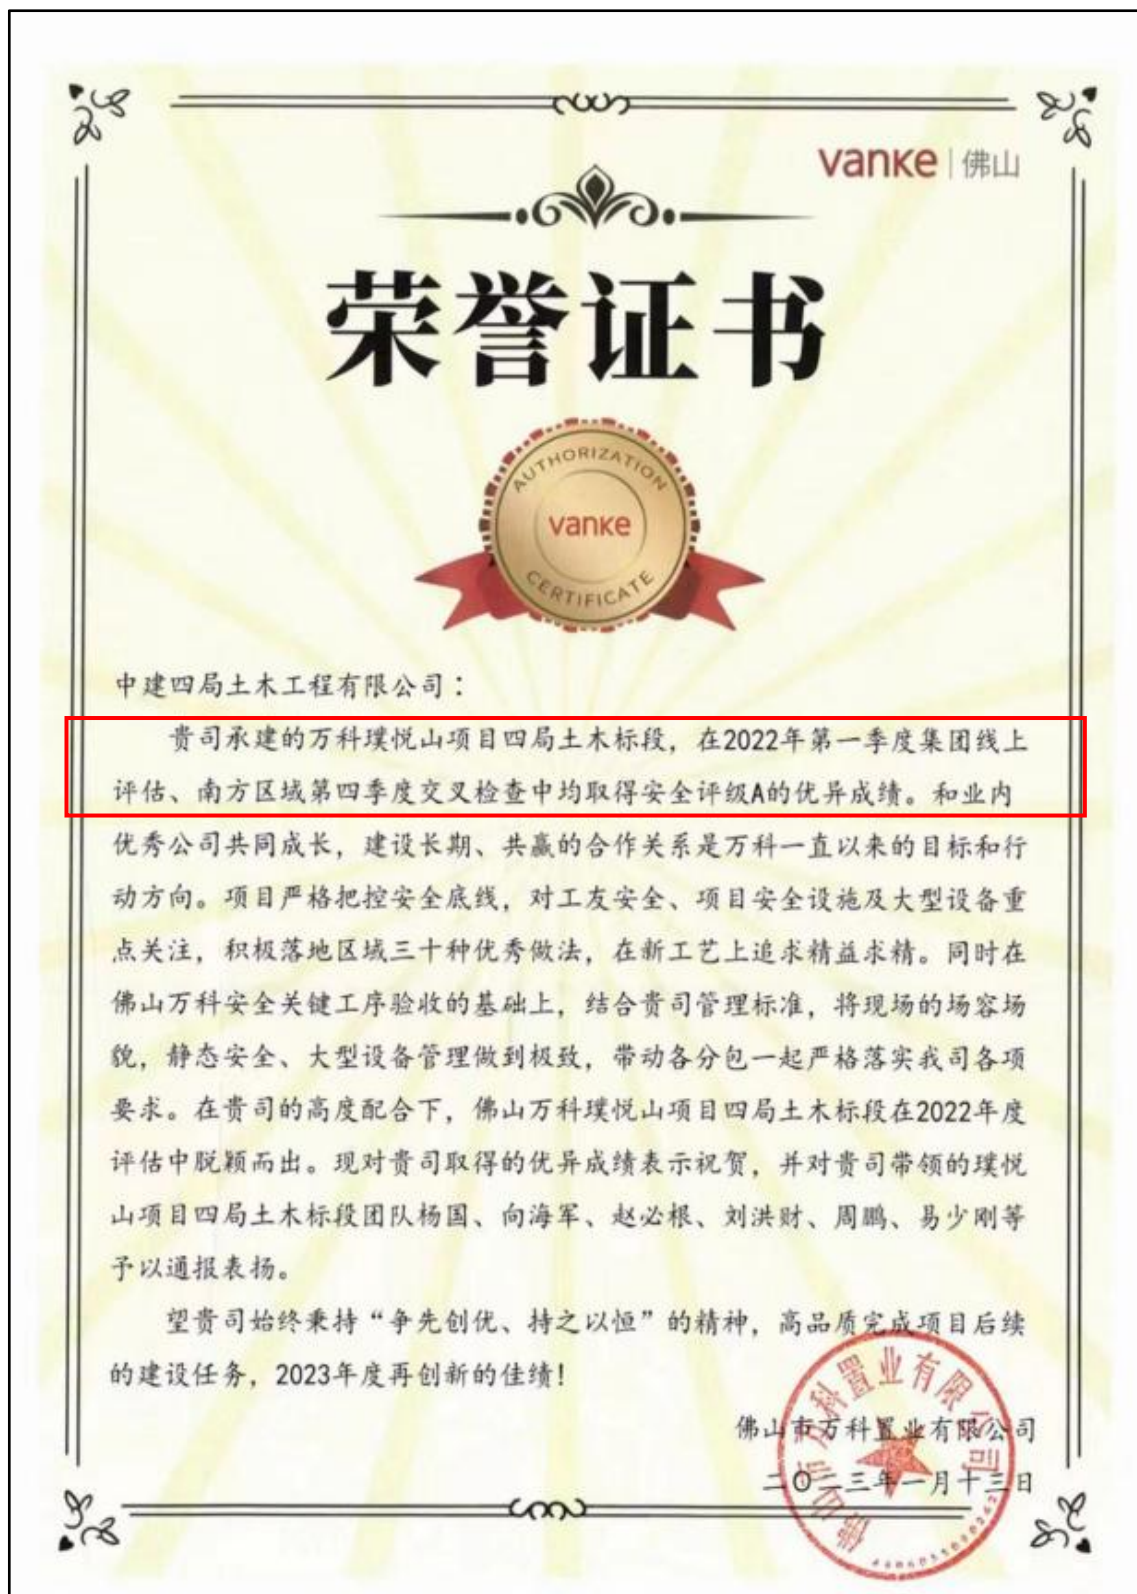 vanke | 佛山
荣誉证书
AUTHORIZATION
vanke
CERTIFICATE
中建四局土木工程有限公司：
贵司承建的万科璞悦山项目四局土木标段，在2022年第一季度集团线上
评估、南方区域第四季度交叉检查中均取得安全评级A的优异成绩。和业内
优秀公司共同成长，建设长期、共赢的合作关系是万科一直以来的目标和行
动方向。项目严格把控安全底线，对工友安全、项目安全设施及大型设备重
点关注，积极落地区域三十种优秀做法，在新工艺上追求精益求精。同时在
佛山万科安全关键工序验收的基础上，结合贵司管理标准，将现场的场容场
貌，静态安全、大型设备管理做到极致，带动各分包一起严格落实我司各项
要求。在贵司的高度配合下，佛山万科璞悦山项目四局土木标段在2022年度
评估中脱颖而出。现对贵司取得的优异成绩表示祝贺，并对贵司带领的璞悦
山项目四局土木标段团队杨国、向海军、赵必根、刘洪财、周鹏、易少刚等
予以通报表扬。
望贵司始终秉持“争先创优、持之以恒”的精神，高品质完成项目后续
的建设任务，2023年度再创新的佳绩！
佛山市万科置业有限公司
二〇二三年一月十三日
佛山市万科置业有限公司